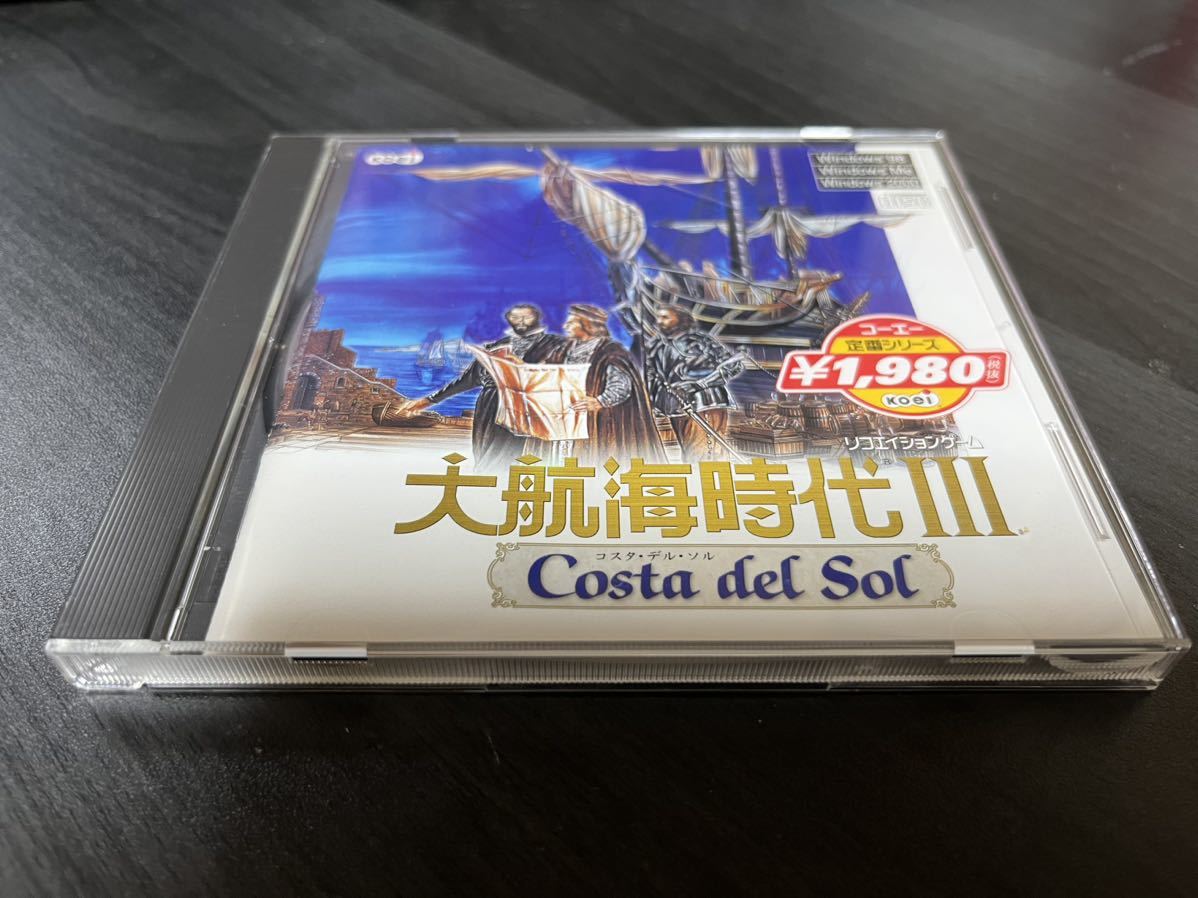 Koei
Windows 98
Windows Me
Windows 2000
DISC
コーエー
定番シリーズ
¥1,980(税抜)
KOEI
リコエイションゲーム
大航海時代III
コスタ・デル・ソル
Costa del Sol